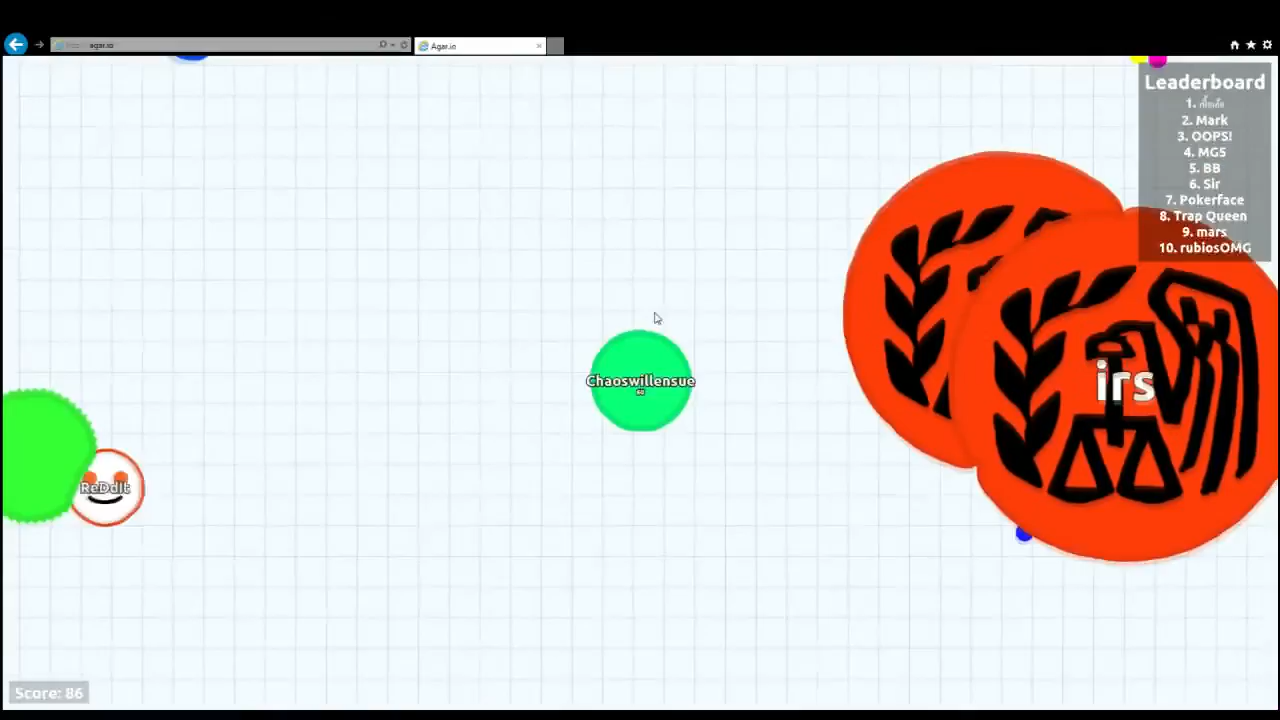 agar.io
Agar.io
Leaderboard
1.
2. Mark
3. OOPS!
4. MG5
5. BB
6. Sir
7. Pokerface
8. Trap Queen
9. mars
10. rubiosOMG
Chaoswillensue
irs
ReDdit
Score: 86